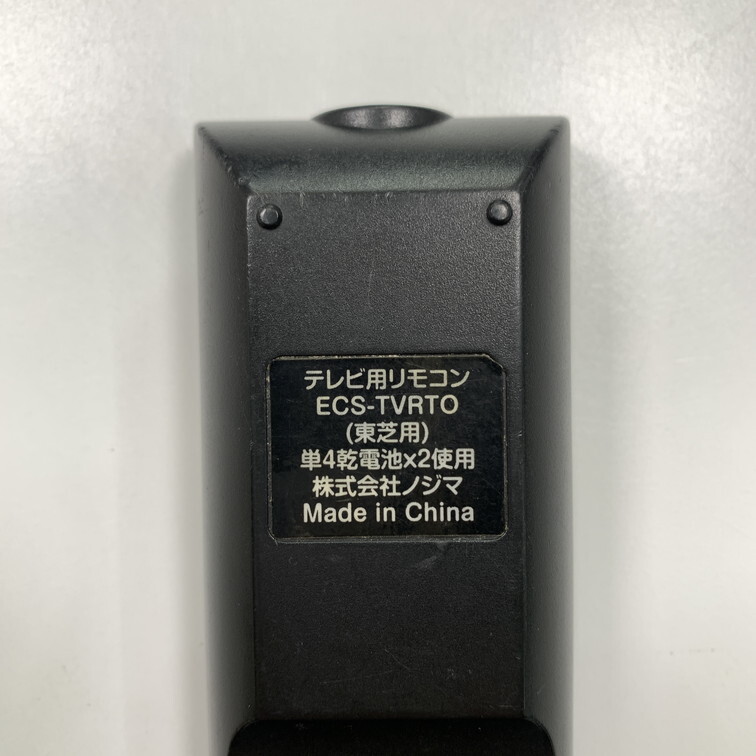 テレビ用リモコン
ECS-TVRTO
(東芝用)
単4乾電池x2使用
株式会社ノジマ
Made in China